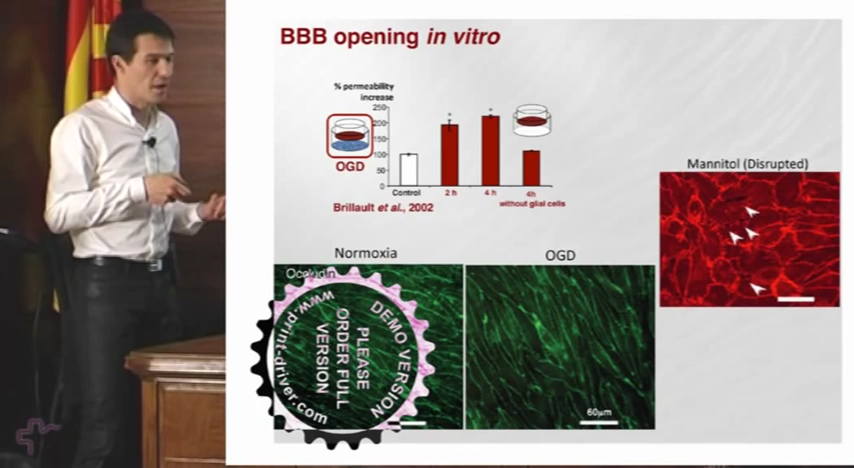 BBB opening in vitro
% permeability
increase
250
200
150
100
50
0
OGD
Control
2 h
4 h
4h
without glial cells
*
*
Brillault et al., 2002
Mannitol (Disrupted)
Normoxia
OGD
Occludin
www.print-driver.com
DEMO VERSION
PLEASE
ORDER FULL
VERSION
60µm